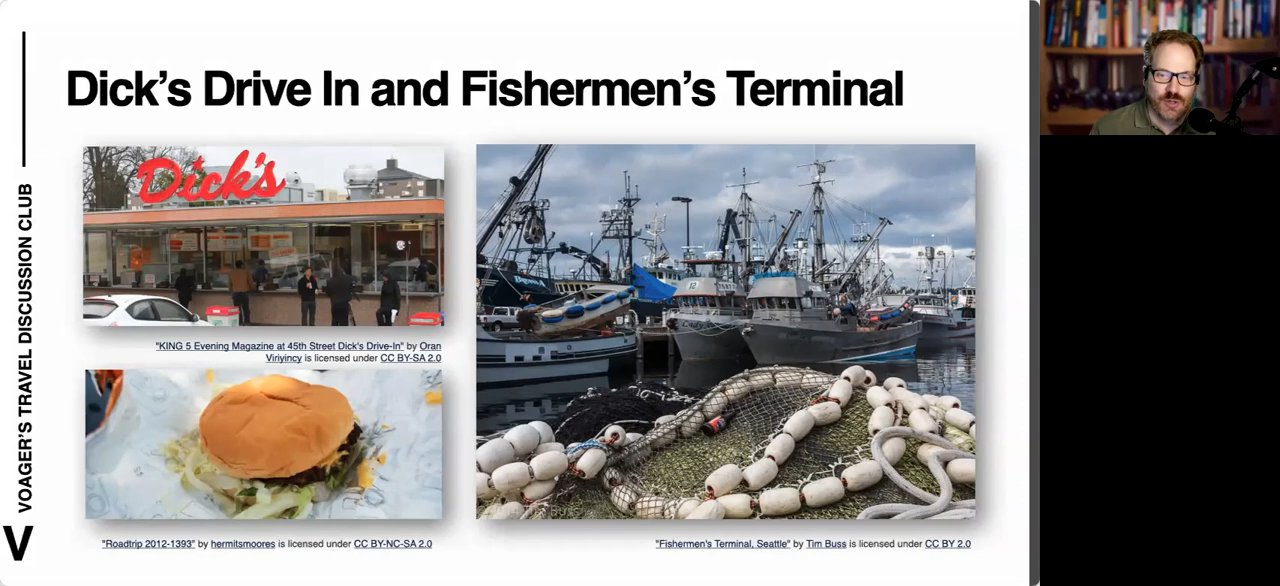 Dick's Drive In and Fishermen's Terminal
VOAGER'S TRAVEL DISCUSSION CLUB
V
Dick's
"KING 5 Evening Magazine at 45th Street Dick's Drive-In" by Oran
Viriyincy is licensed under CC BY-SA 2.0
"Roadtrip 2012-1393" by hermitsmoores is licensed under CC BY-NC-SA 2.0
"Fishermen's Terminal, Seattle" by Tim Buss is licensed under CC BY 2.0